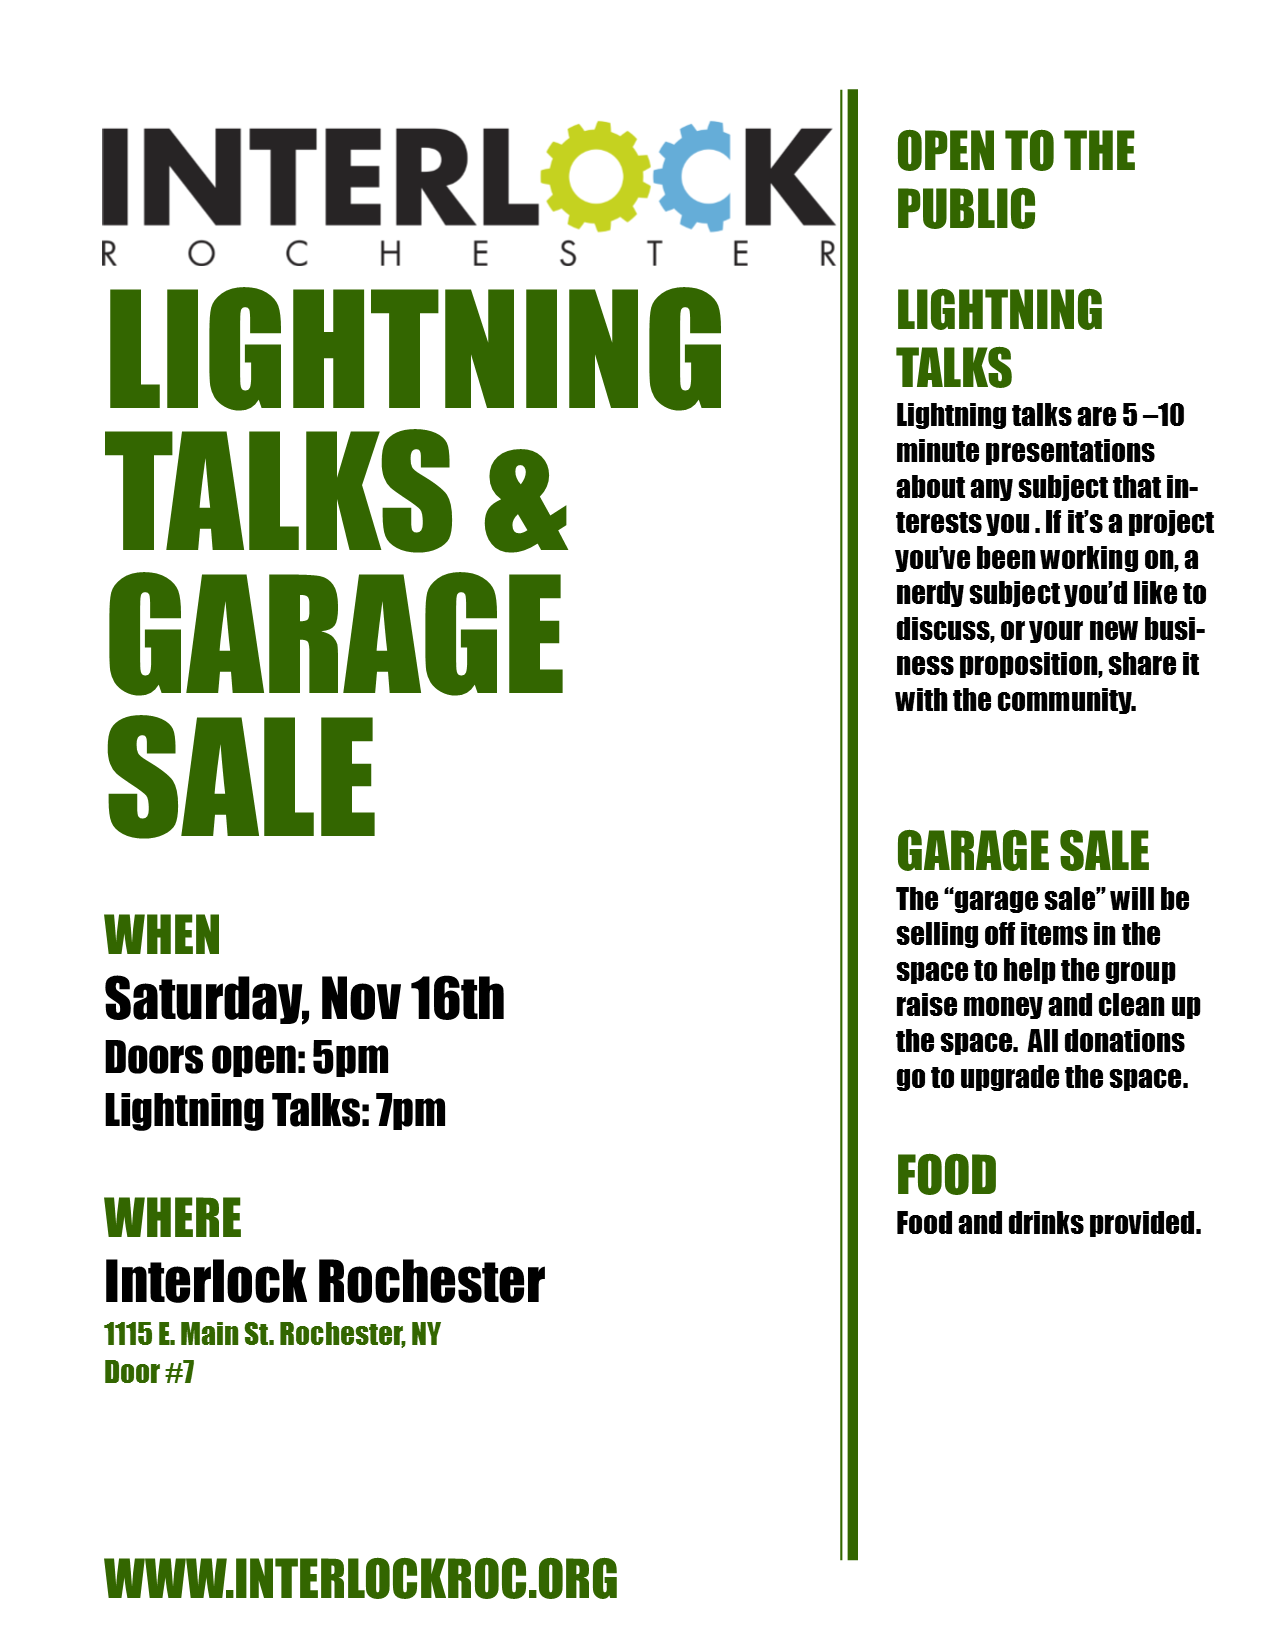 INTERLOCK
ROCHESTER
LIGHTNING
TALKS &
GARAGE
SALE
WHEN
Saturday, Nov 16th
Doors open: 5pm
Lightning Talks: 7pm
WHERE
Interlock Rochester
1115 E. Main St. Rochester, NY
Door #7
WWW.INTERLOCKROC.ORG
OPEN TO THE
PUBLIC
LIGHTNING
TALKS
Lightning talks are 5 –10
minute presentations
about any subject that in-
terests you . If it’s a project
you’ve been working on, a
nerdy subject you’d like to
discuss, or your new busi-
ness proposition, share it
with the community.
GARAGE SALE
The “garage sale” will be
selling off items in the
space to help the group
raise money and clean up
the space.  All donations
go to upgrade the space.
FOOD
Food and drinks provided.